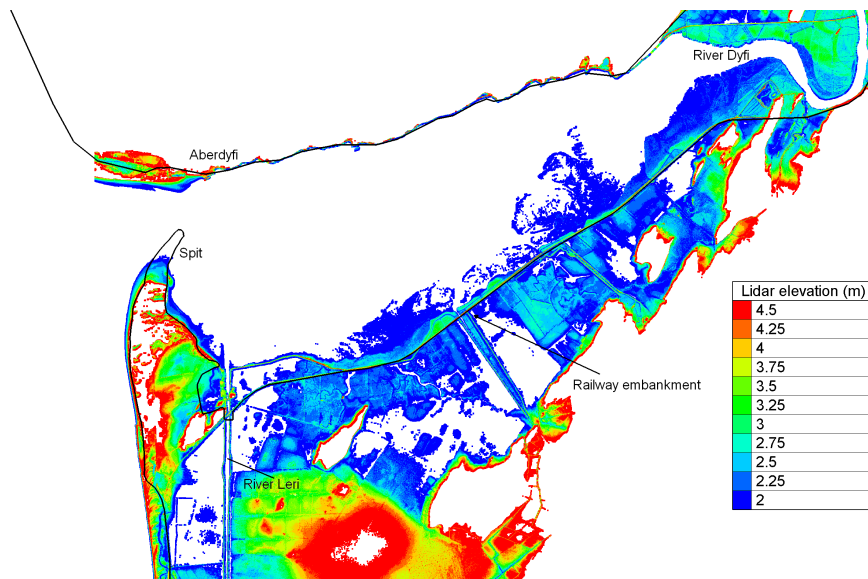 River Dyfi
Aberdyfi
Spit
Lidar elevation (m)
4.5
4.25
4
3.75
3.5
3.25
3
2.75
2.5
2.25
2
Railway embankment
River Leri